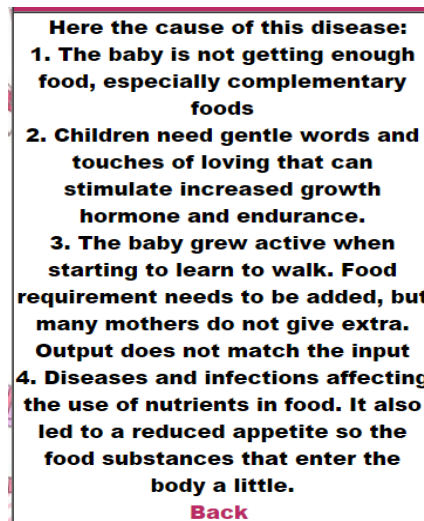 Here the cause of this disease:
1. The baby is not getting enough
food, especially complementary
foods
2. Children need gentle words and
touches of loving that can
stimulate increased growth
hormone and endurance.
3. The baby grew active when
starting to learn to walk. Food
requirement needs to be added, but
many mothers do not give extra.
Output does not match the input
4. Diseases and infections affecting
the use of nutrients in food. It also
led to a reduced appetite so the
food substances that enter the
body a little.
Back